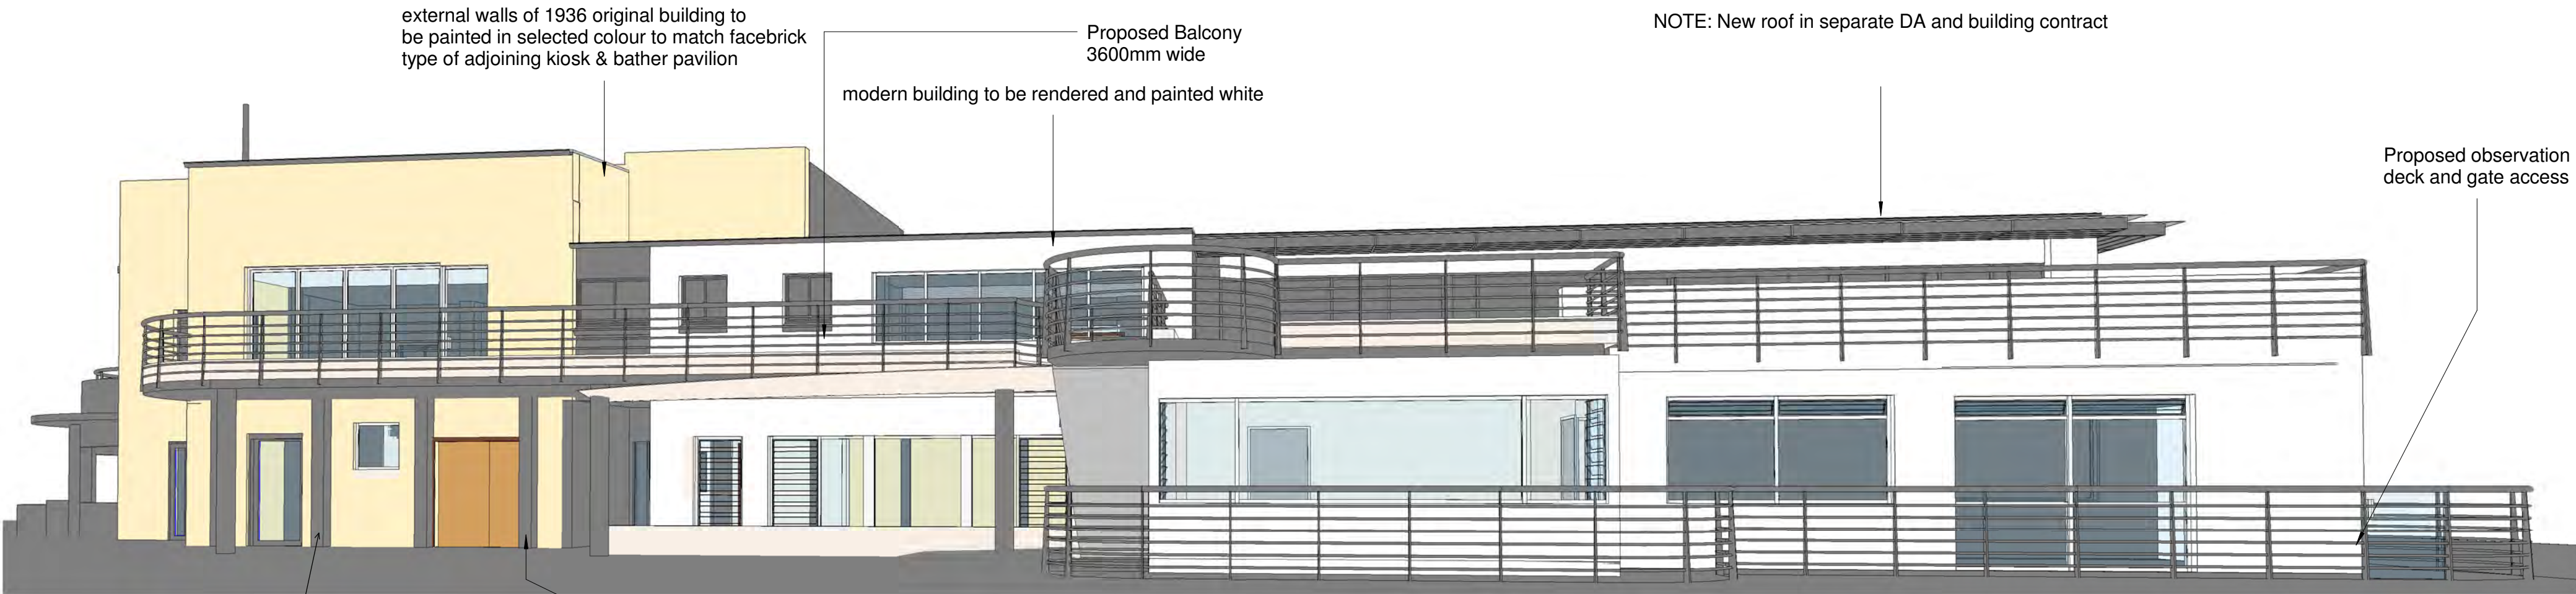 external walls of 1936 original building to
be painted in selected colour to match facebrick
type of adjoining kiosk & bather pavilion
Proposed Balcony
3600mm wide
modern building to be rendered and painted white
NOTE: New roof in separate DA and building contract
Proposed observation
deck and gate access